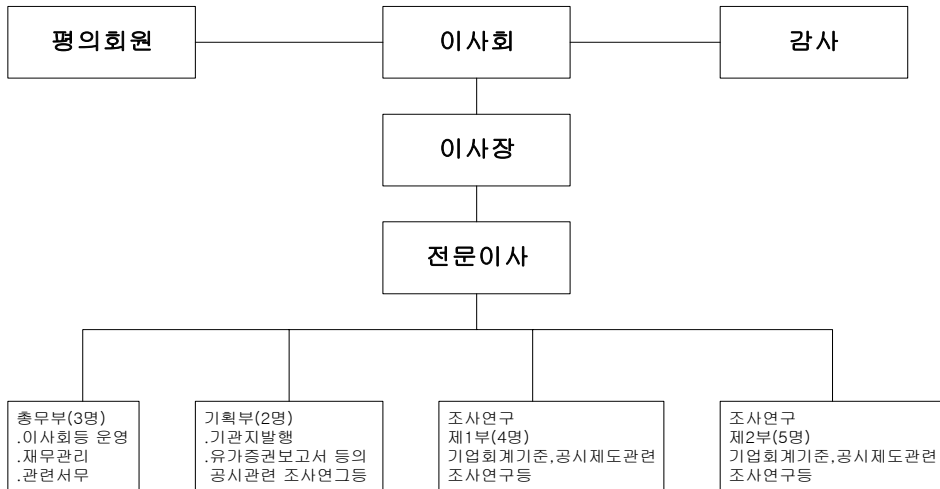 평의회원
이사회
감사
이사장
전문이사
총무부(3명)
.이사회등 운영
.재무관리
.관련서무
기획부(2명)
.기관지발행
.유가증권보고서 등의
공시관련 조사연그등
조사연구
제1부(4명)
기업회계기준,공시제도관련
조사연구등
조사연구
제2부(5명)
기업회계기준,공시제도관련
조사연구등